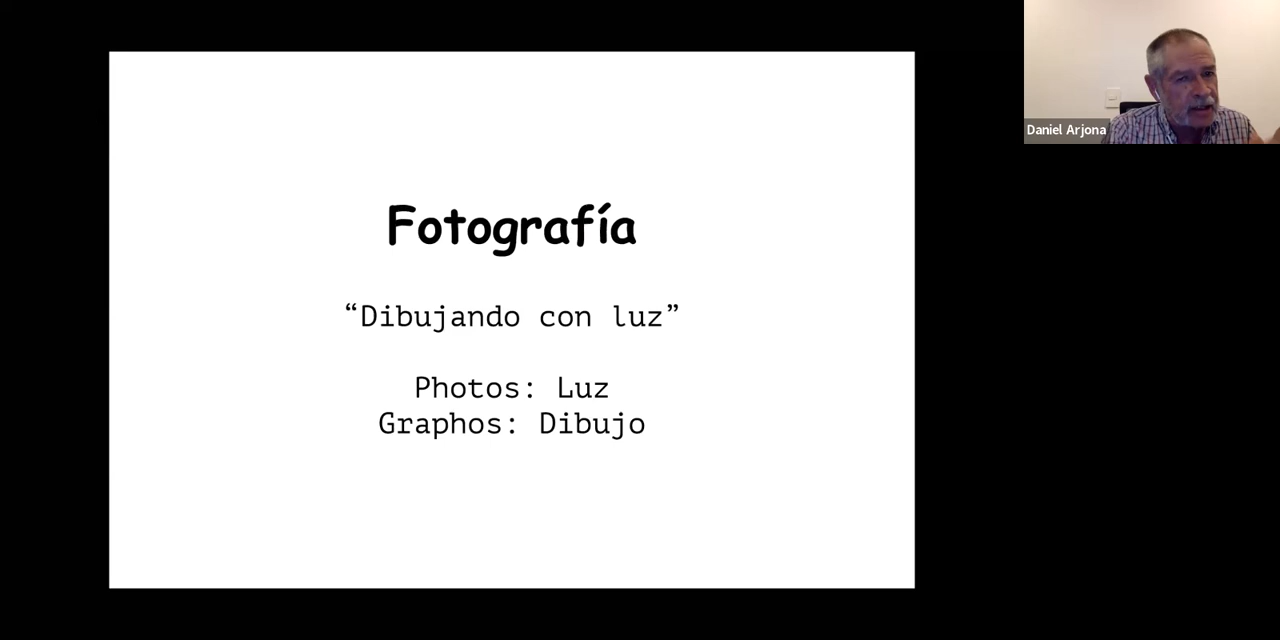 Fotografía
“Dibujando con luz”
Photos: Luz
Graphos: Dibujo
Daniel Arjona